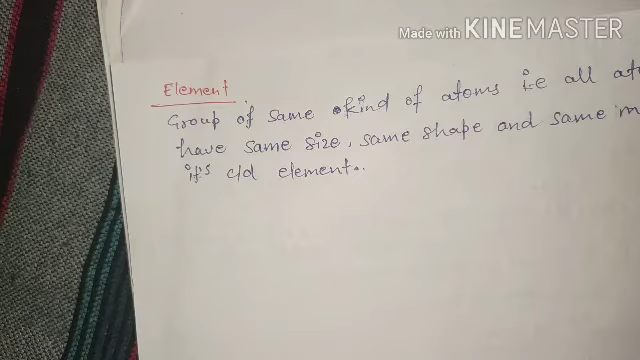 Made with KINEMASTER
Element
Group of same kind of atoms i.e all
have same size, same shape and same
it's c/d element..